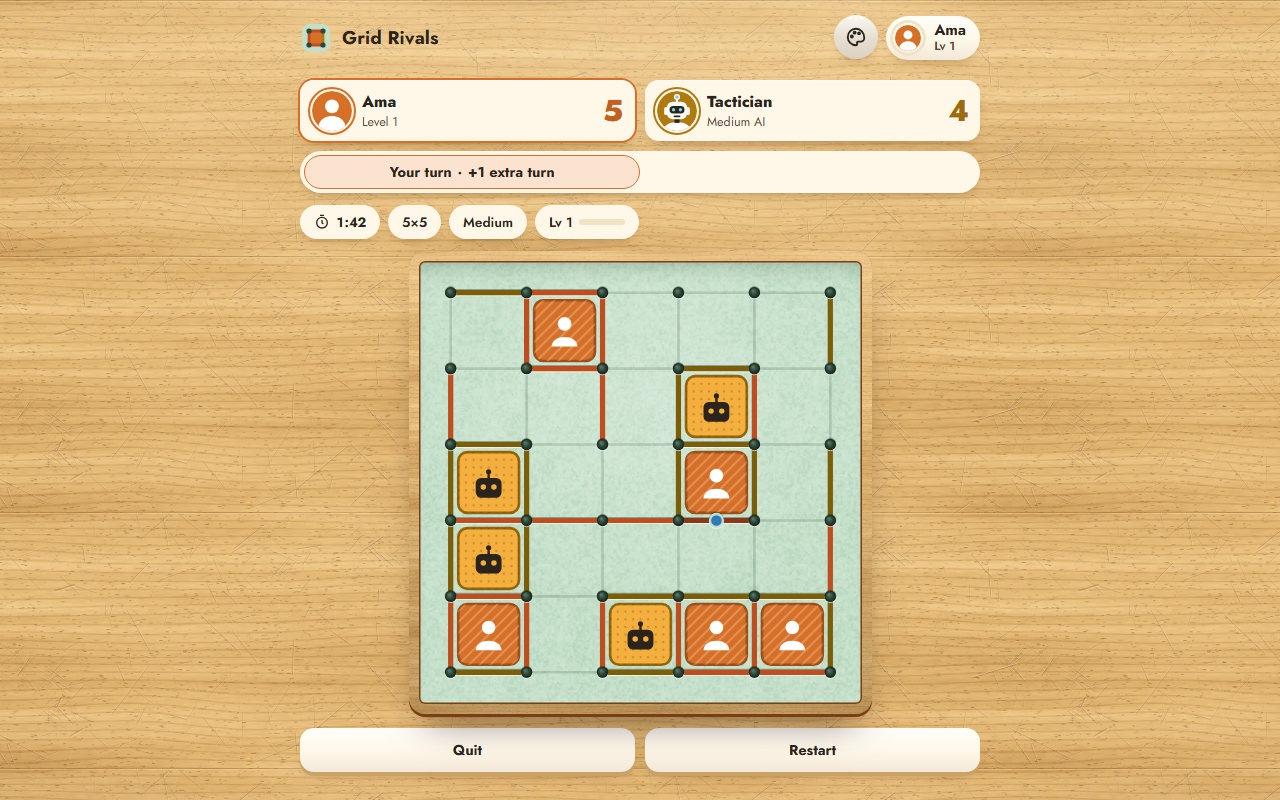 Grid Rivals
Ama
Lv 1
Ama
Level 1
5
Tactician
Medium AI
4
Your turn · +1 extra turn
1:42
5×5
Medium
Lv 1
Quit
Restart